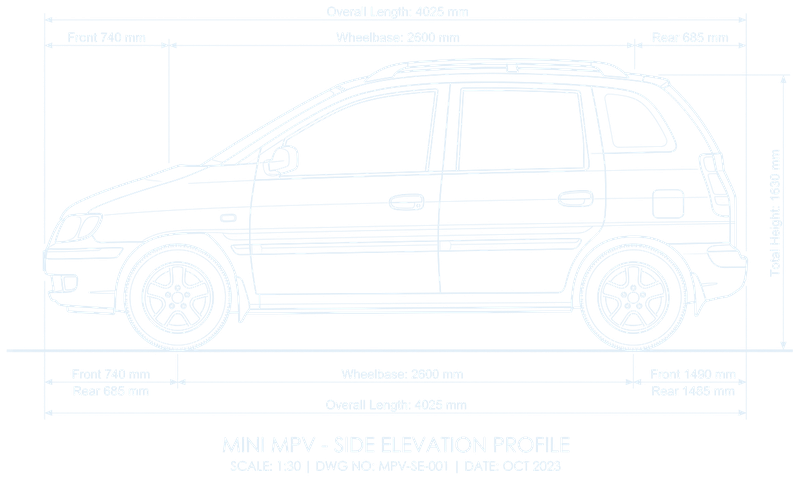 Overall Length: 4025 mm
Front 740 mm Wheelbase: 2600 mm Rear 685 mm
Total Height: 1630 mm
Front 740 mm Wheelbase: 2600 mm Front 1490 mm
Rear 685 mm Rear 1485 mm
Overall Length: 4025 mm
MINI MPV - SIDE ELEVATION PROFILE
SCALE: 1:30 | DWG NO. MPV-SE-001 | DATE: OCT 2023